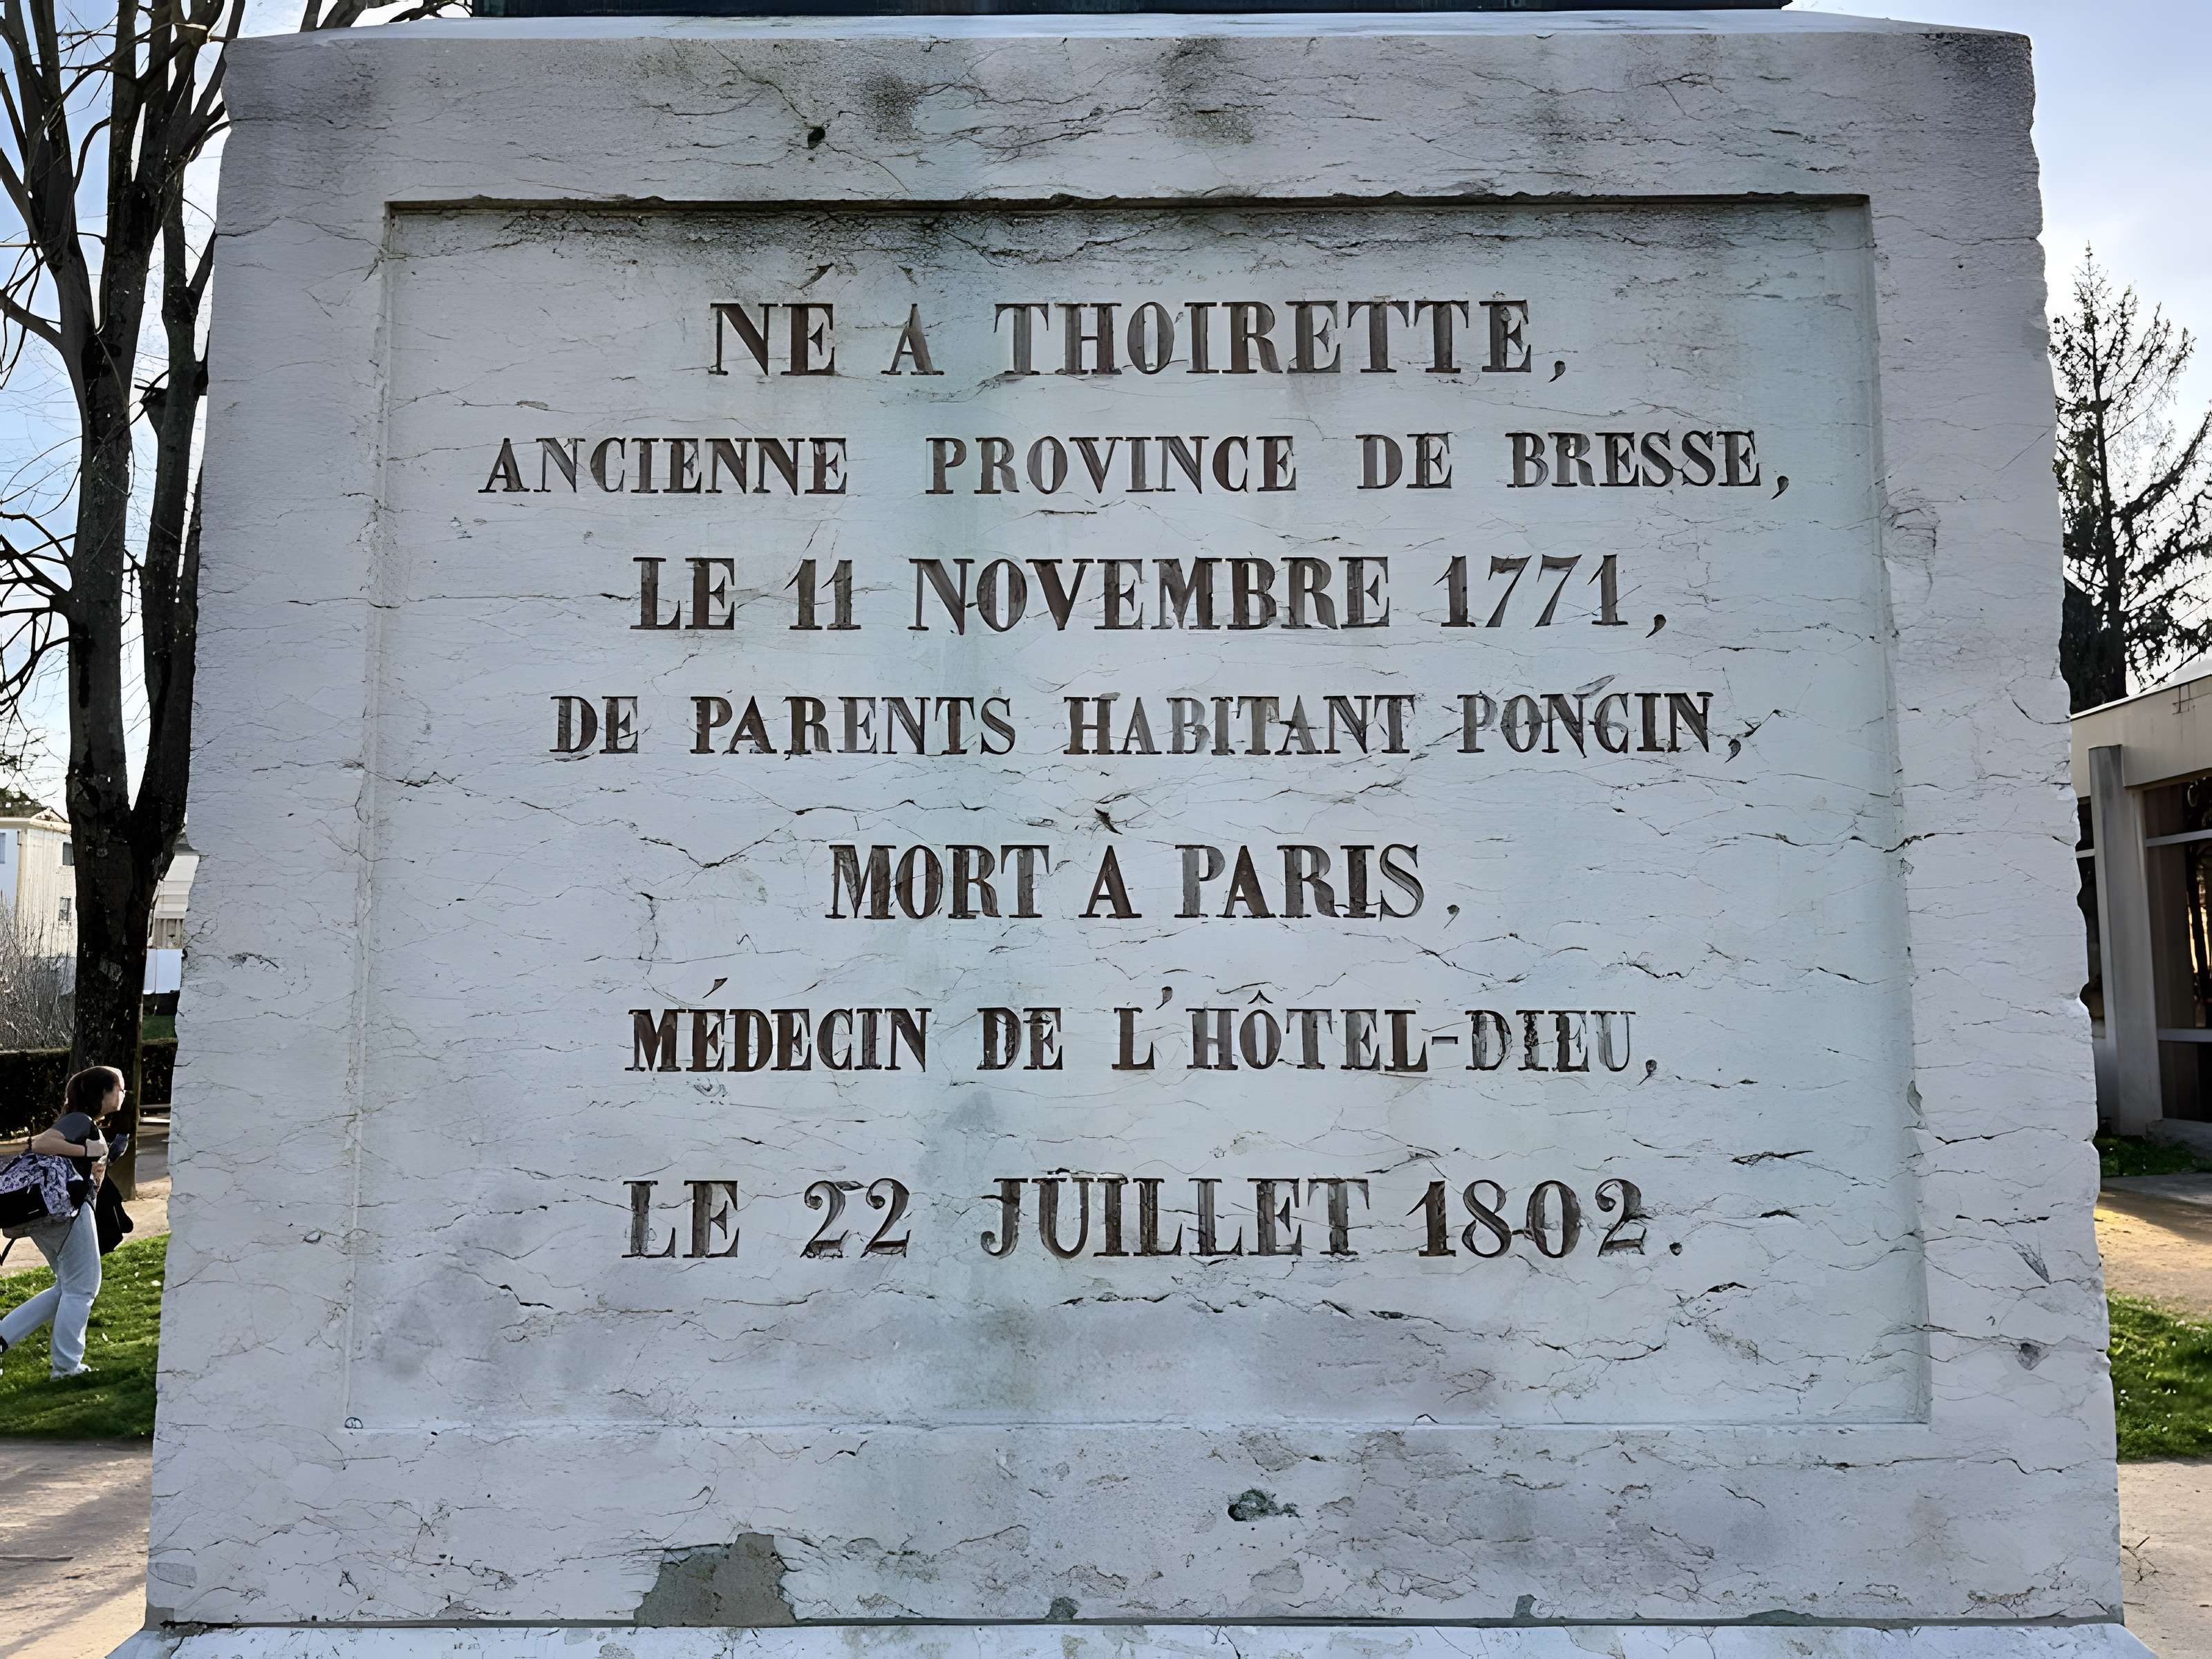 NÉ A THOIRETTE,
ANCIENNE PROVINCE DE BRESSE,
LE 11 NOVEMBRE 1771,
DE PARENTS HABITANT PONCIN,
MORT À PARIS,
MÉDECIN DE L'HÔTEL-DIEU,
LE 22 JUILLET 1802.